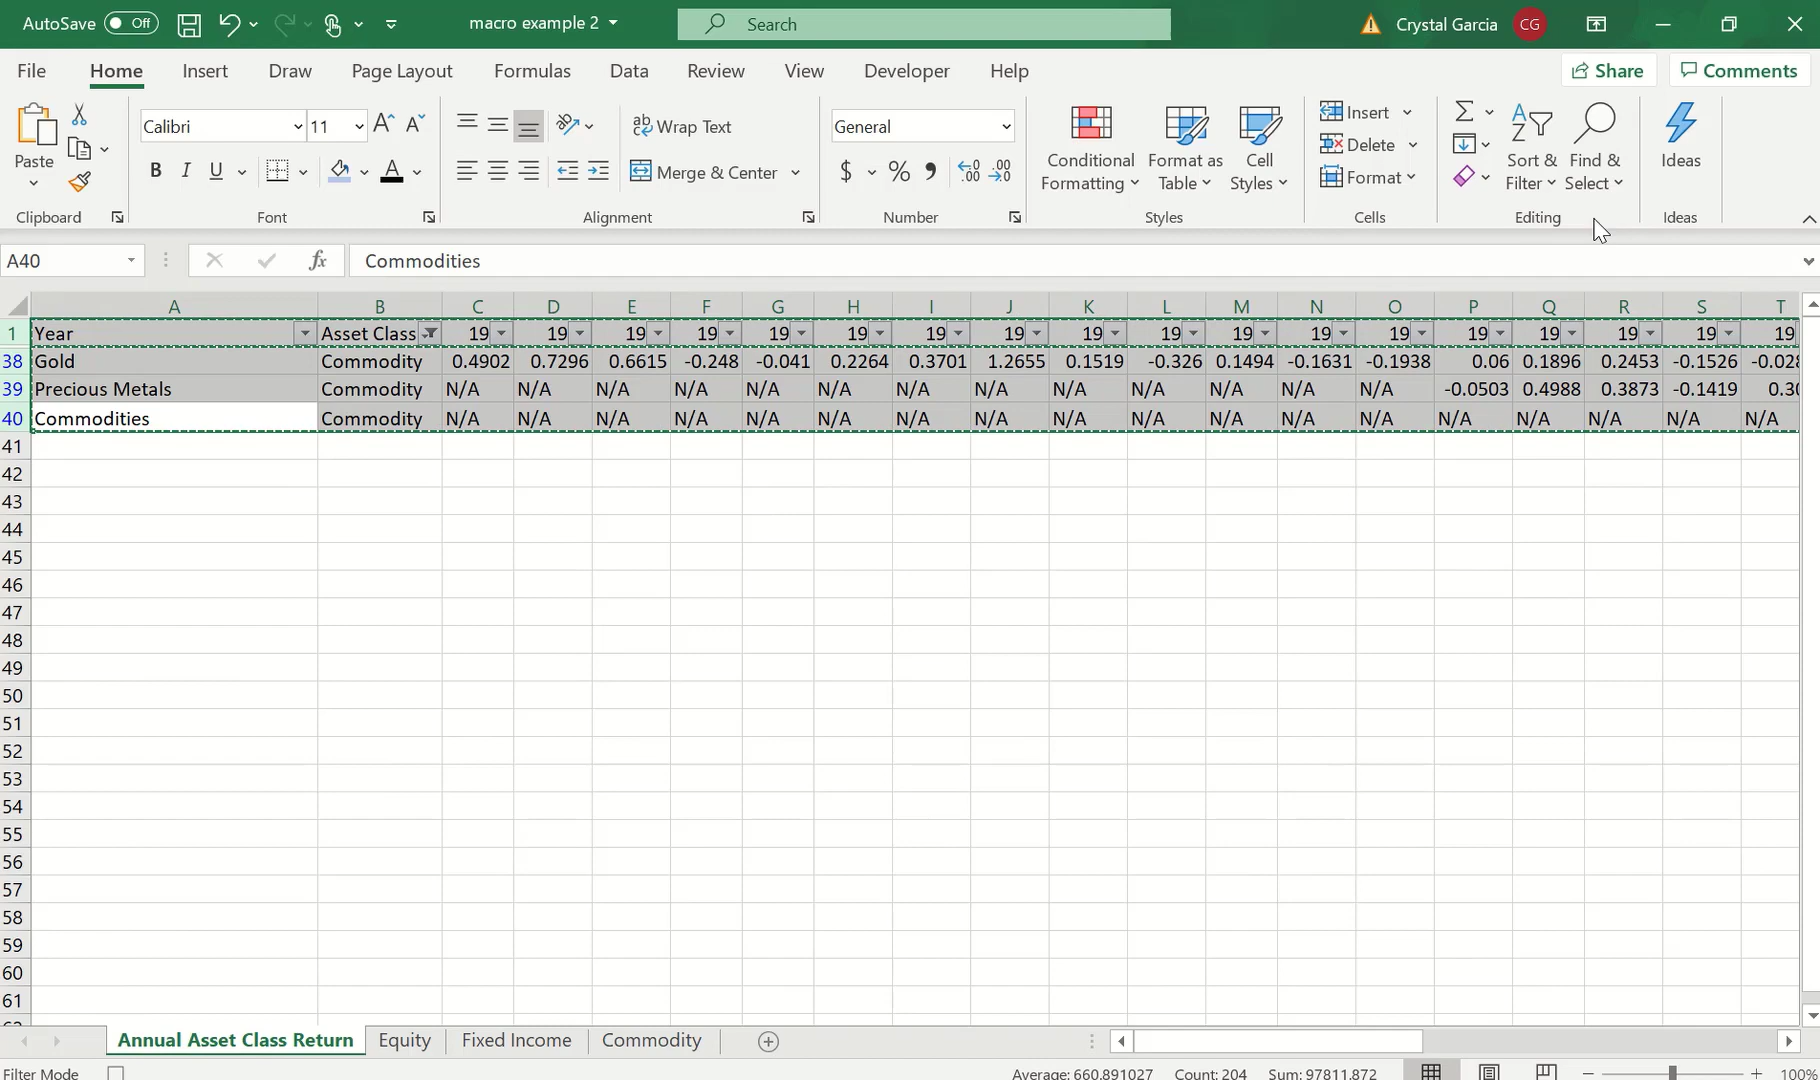 AutoSave Off macro example 2 Search Crystal Garcia CG
File Home Insert Draw Page Layout Formulas Data Review View Developer Help Share Comments
Calibri 11 Wrap Text General Insert
Paste B I U Merge & Center $ % Conditional Formatting Format as Table Cell Styles Delete Sort & Filter Find & Select Ideas
Format
Clipboard Font Alignment Number Styles Cells Editing Ideas
A40 fx Commodities
A B C D E F G H I J K L M N O P Q R S T
1 Year Asset Class 19 19 19 19 19 19 19 19 19 19 19 19 19 19 19 19 19 19
38 Gold Commodity 0.4902 0.7296 0.6615 -0.248 -0.041 0.2264 0.3701 1.2655 0.1519 -0.326 0.1494 -0.1631 -0.1938 0.06 0.1896 0.2453 -0.1526 -0.028
39 Precious Metals Commodity N/A N/A N/A N/A N/A N/A N/A N/A N/A N/A N/A N/A N/A -0.0503 0.4988 0.3873 -0.1419 0.30
40 Commodities Commodity N/A N/A N/A N/A N/A N/A N/A N/A N/A N/A N/A N/A N/A N/A N/A N/A N/A N/A
41
42
43
44
45
46
47
48
49
50
51
52
53
54
55
56
57
58
59
60
61
Annual Asset Class Return Equity Fixed Income Commodity
Filter Mode Average: 660.891027 Count: 204 Sum: 97811.872 100%